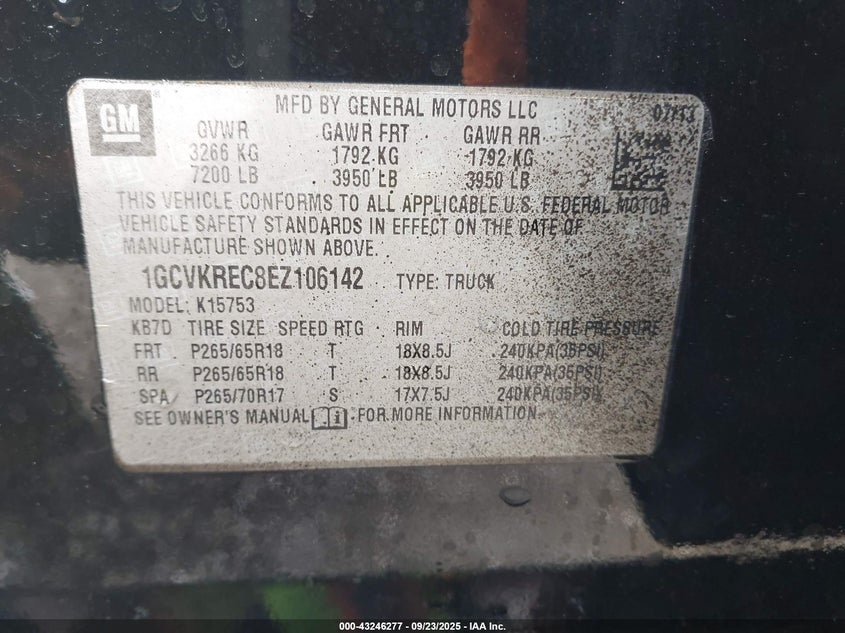 GM
MFD BY GENERAL MOTORS LLC 07/13
GVWR GAWR FRT GAWR RR
3266 KG 1792 KG 1792 KG
7200 LB 3950 LB 3950 LB
THIS VEHICLE CONFORMS TO ALL APPLICABLE U.S. FEDERAL MOTOR
VEHICLE SAFETY STANDARDS IN EFFECT ON THE DATE OF
MANUFACTURE SHOWN ABOVE.
1GCVKREC8EZ106142 TYPE: TRUCK
MODEL: K15753
KB7D TIRE SIZE SPEED RTG RIM COLD TIRE PRESSURE
FRT P265/65R18 T 18X8.5J 240KPA(35PSI)
RR P265/65R18 T 18X8.5J 240KPA(35PSI)
SPA P265/70R17 S 17X7.5J 240KPA(35PSI)
SEE OWNER'S MANUAL i FOR MORE INFORMATION.
000-43246277 - 09/23/2025 - IAA Inc.